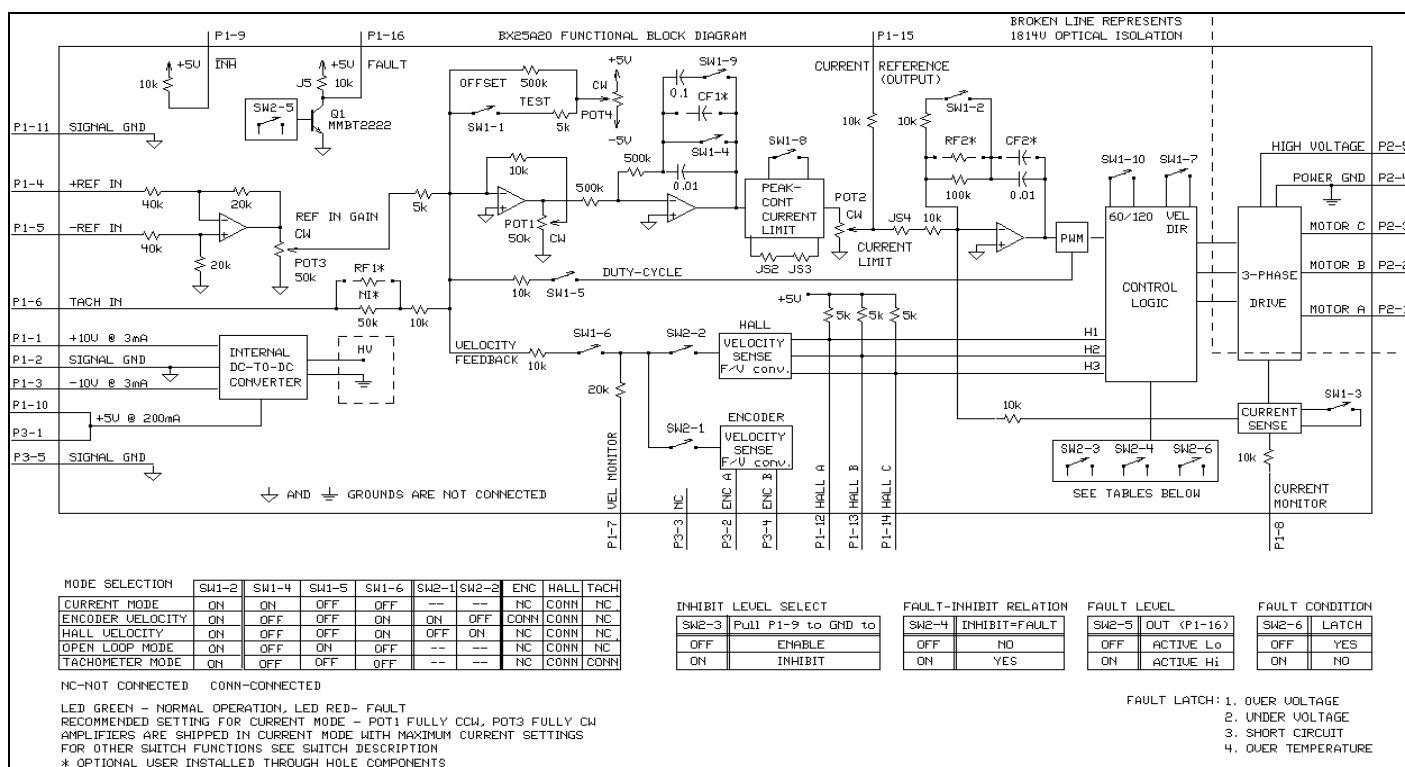 BX25A20 FUNCTIONAL BLOCK DIAGRAM
BROKEN LINE REPRESENTS
1814V OPTICAL ISOLATION
P1-9
P1-16
P1-15
+5V
INH
10k
+5V
FAULT
J5
10k
SW2-5
Q1
MMBT2222
P1-11
SIGNAL GND
P1-4
+REF IN
40k
20k
P1-5
-REF IN
40k
20k
REF IN GAIN
CW
POT3
50k
5k
P1-6
TACH IN
RF1*
NI*
50k
10k
OFFSET
500k
TEST
SW1-1
5k
+5V
CW
POT4
-5V
10k
POT1
50k
CW
500k
500k
SW1-9
0.1
CF1*
SW1-4
0.01
SW1-8
PEAK-
CONT
CURRENT
LIMIT
JS2
JS3
CURRENT REFERENCE
(OUTPUT)
10k
POT2
CW
CURRENT
LIMIT
JS4
10k
SW1-2
10k
RF2*
CF2*
100k
0.01
PWM
SW1-10
SW1-7
60/120
VEL
DIR
CONTROL
LOGIC
H1
H2
H3
3-PHASE
DRIVE
HIGH VOLTAGE
P2-5
POWER GND
P2-4
MOTOR C
P2-3
MOTOR B
P2-2
MOTOR A
P2-1
DUTY-CYCLE
10k
SW1-5
P1-1
+10V @ 3mA
P1-2
SIGNAL GND
P1-3
-10V @ 3mA
P1-10
+5V @ 200mA
P3-1
P3-5
SIGNAL GND
INTERNAL
DC-TO-DC
CONVERTER
HV
VELOCITY
FEEDBACK
10k
SW1-6
20k
SW2-2
HALL
VELOCITY
SENSE
F/V conv.
SW2-1
ENCODER
VELOCITY
SENSE
F/V conv.
+5V
5k
5k
5k
10k
SW1-3
CURRENT
SENSE
10k
SW2-3
SW2-4
SW2-6
SEE TABLES BELOW
CURRENT
MONITOR
P1-8
AND GROUNDS ARE NOT CONNECTED
P1-7 VEL MONITOR
P3-3 NC
P3-2 ENC A
P3-4 ENC B
P1-12 HALL A
P1-13 HALL B
P1-14 HALL C
MODE SELECTION SW1-2 SW1-4 SW1-5 SW1-6 SW2-1 SW2-2 ENC HALL TACH
CURRENT MODE ON ON OFF OFF -- -- NC CONN NC
ENCODER VELOCITY ON OFF OFF ON ON OFF CONN CONN NC
HALL VELOCITY ON OFF OFF ON OFF ON NC CONN NC
OPEN LOOP MODE ON OFF ON OFF -- -- NC CONN NC
TACHOMETER MODE ON OFF OFF OFF -- -- NC CONN CONN
NC-NOT CONNECTED CONN-CONNECTED
INHIBIT LEVEL SELECT
SW2-3 Pull P1-9 to GND to
OFF ENABLE
ON INHIBIT
FAULT-INHIBIT RELATION
SW2-4 INHIBIT=FAULT
OFF NO
ON YES
FAULT LEVEL
SW2-5 OUT (P1-16)
OFF ACTIVE Lo
ON ACTIVE Hi
FAULT CONDITION
SW2-6 LATCH
OFF YES
ON NO
LED GREEN - NORMAL OPERATION, LED RED- FAULT
RECOMMENDED SETTING FOR CURRENT MODE - POT1 FULLY CCW, POT3 FULLY CW
AMPLIFIERS ARE SHIPPED IN CURRENT MODE WITH MAXIMUM CURRENT SETTINGS
FOR OTHER SWITCH FUNCTIONS SEE SWITCH DESCRIPTION
* OPTIONAL USER INSTALLED THROUGH HOLE COMPONENTS
FAULT LATCH: 1. OVER VOLTAGE
2. UNDER VOLTAGE
3. SHORT CIRCUIT
4. OVER TEMPERATURE